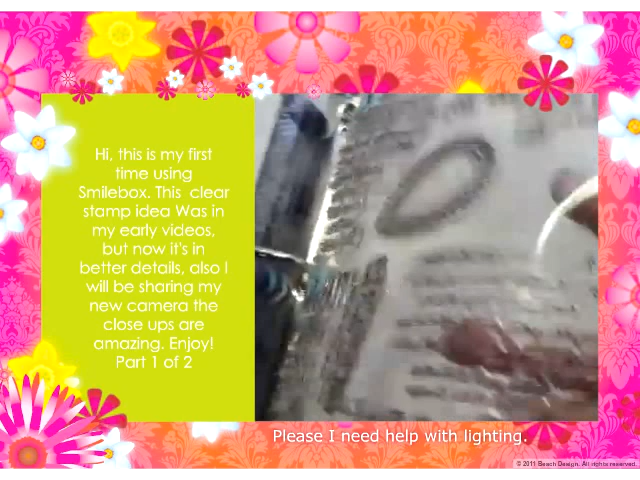 Hi, this is my first
time using
Smilebox. This  clear
stamp idea Was in
my early videos,
but now it's in
better details, also I
will be sharing my
new camera the
close ups are
amazing. Enjoy!
Part 1 of 2
Please I need help with lighting.
© 2011 Beach Design. All rights reserved.